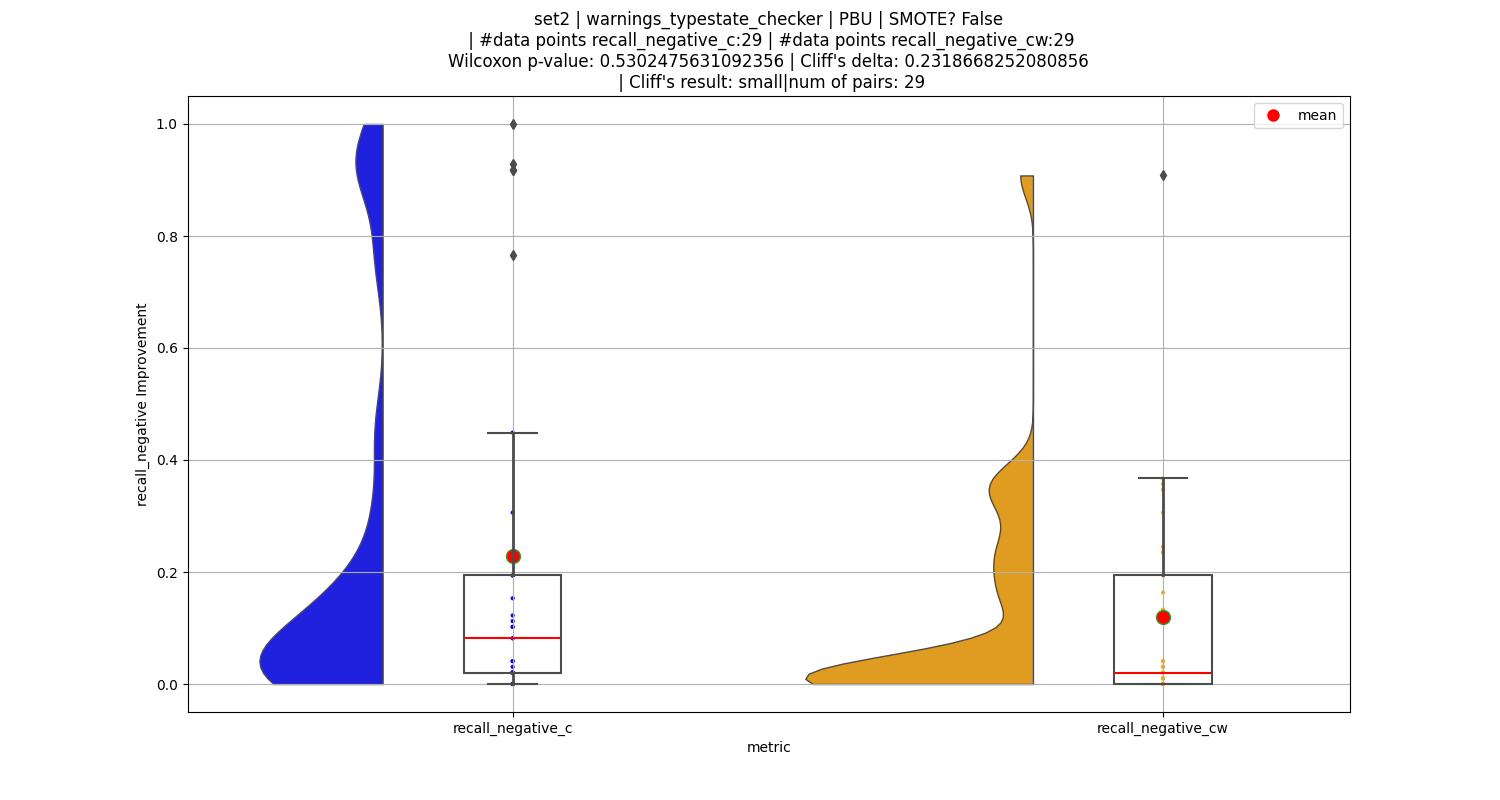 set2 | warnings_typestate_checker | PBU | SMOTE? False
| #data points recall_negative_c:29 | #data points recall_negative_cw:29
Wilcoxon p-value: 0.5302475631092356 | Cliff's delta: 0.2318668252080856
| Cliff's result: small|num of pairs: 29
mean
1.0
0.8
0.6
0.4
0.2
0.0
recall_negative Improvement
recall_negative_c
recall_negative_cw
metric